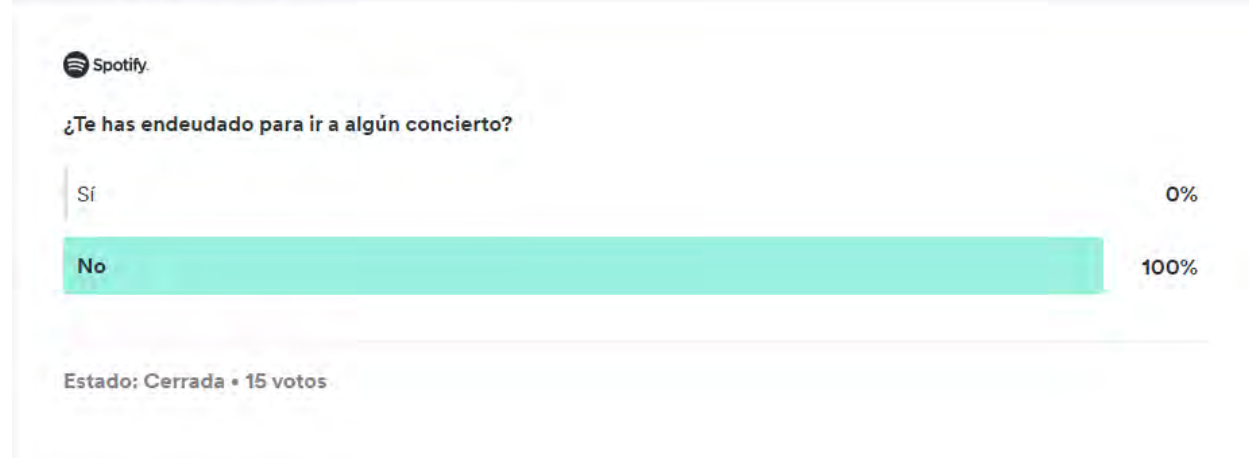 Spotify.
¿Te has endeudado para ir a algún concierto?
Sí 0%
No 100%
Estado: Cerrada • 15 votos